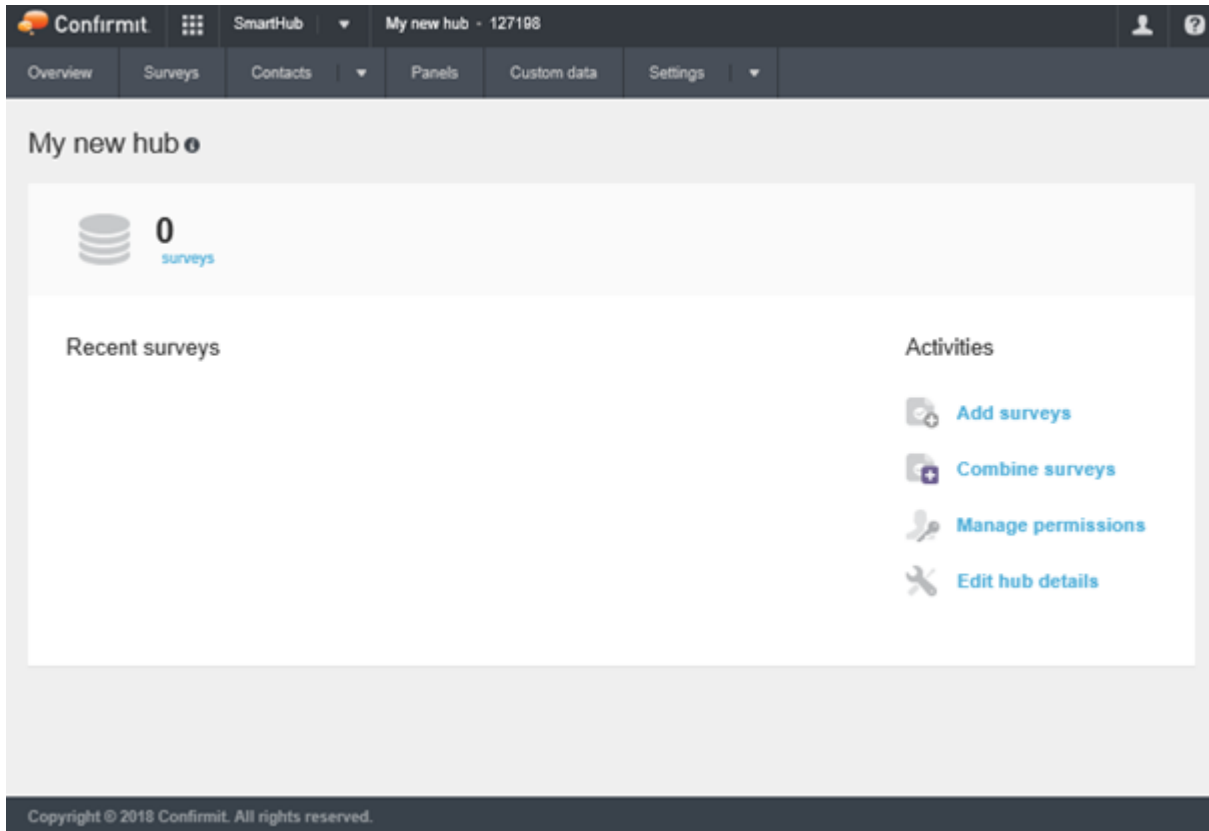 Confirmit SmartHub My new hub - 127198
Overview Surveys Contacts Panels Custom data Settings
My new hub
0
surveys
Recent surveys
Activities
Add surveys
Combine surveys
Manage permissions
Edit hub details
Copyright © 2018 Confirmit. All rights reserved.